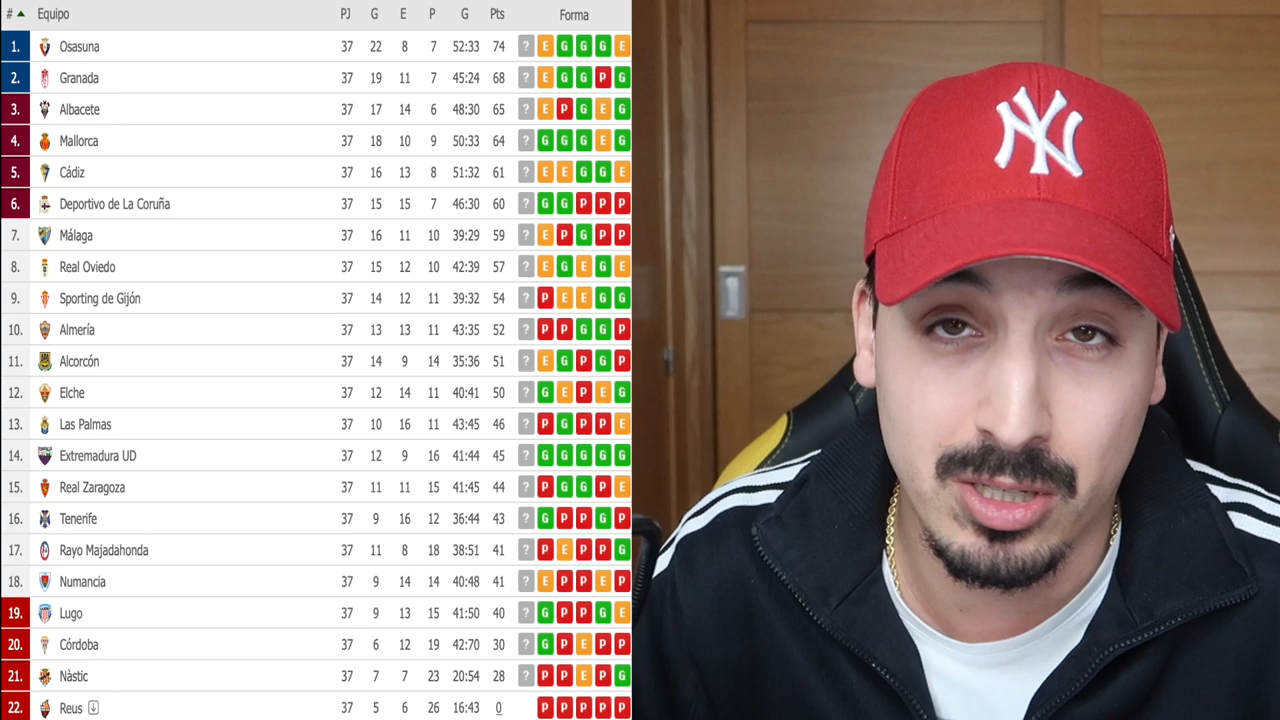 # Equipo PJ G E P G Pts Forma
1. Osasuna 37 22 8 7 52:33 74 ? E G G G E
2. Granada 37 19 11 7 45:24 68 ? E G G P G
3. Albacete 37 17 14 6 48:30 65 ? E P G E G
4. Mallorca 37 18 10 9 50:33 64 ? G G G E G
5. Cádiz 37 16 13 8 51:32 61 ? E E G G E
6. Deportivo de La Coruña 37 15 15 7 46:30 60 ? G G P P P
7. Málaga 37 16 11 10 39:28 59 ? E P G P P
8. Real Oviedo 37 15 12 10 42:39 57 ? E G E G E
9. Sporting de Gijón 37 14 12 11 39:32 54 ? P E E G G
10. Almería 37 13 13 11 43:35 52 ? P P G G P
11. Alcorcón 37 14 9 14 35:36 51 ? E G P G P
12. Elche 37 12 14 11 40:41 50 ? G E P E G
13. Las Palmas 37 10 16 11 43:45 46 ? P G P P E
14. Extremadura UD 37 12 9 16 41:44 45 ? G G G G G
15. Real Zaragoza 37 11 11 15 41:45 44 ? P G G P E
16. Tenerife 37 9 16 12 36:44 43 ? G P P G P
17. Rayo Majadahonda 37 11 8 18 38:51 41 ? P E P P G
18. Numancia 37 9 14 14 38:46 41 ? E P P E P
19. Lugo 37 9 13 15 37:46 40 ? G P P G E
20. Córdoba 37 6 12 19 42:70 30 ? G P E P P
21. Nàstic 37 7 7 23 20:54 28 ? P P E P G
22. Reus 37 5 6 26 16:43 0 P P P P P
NY